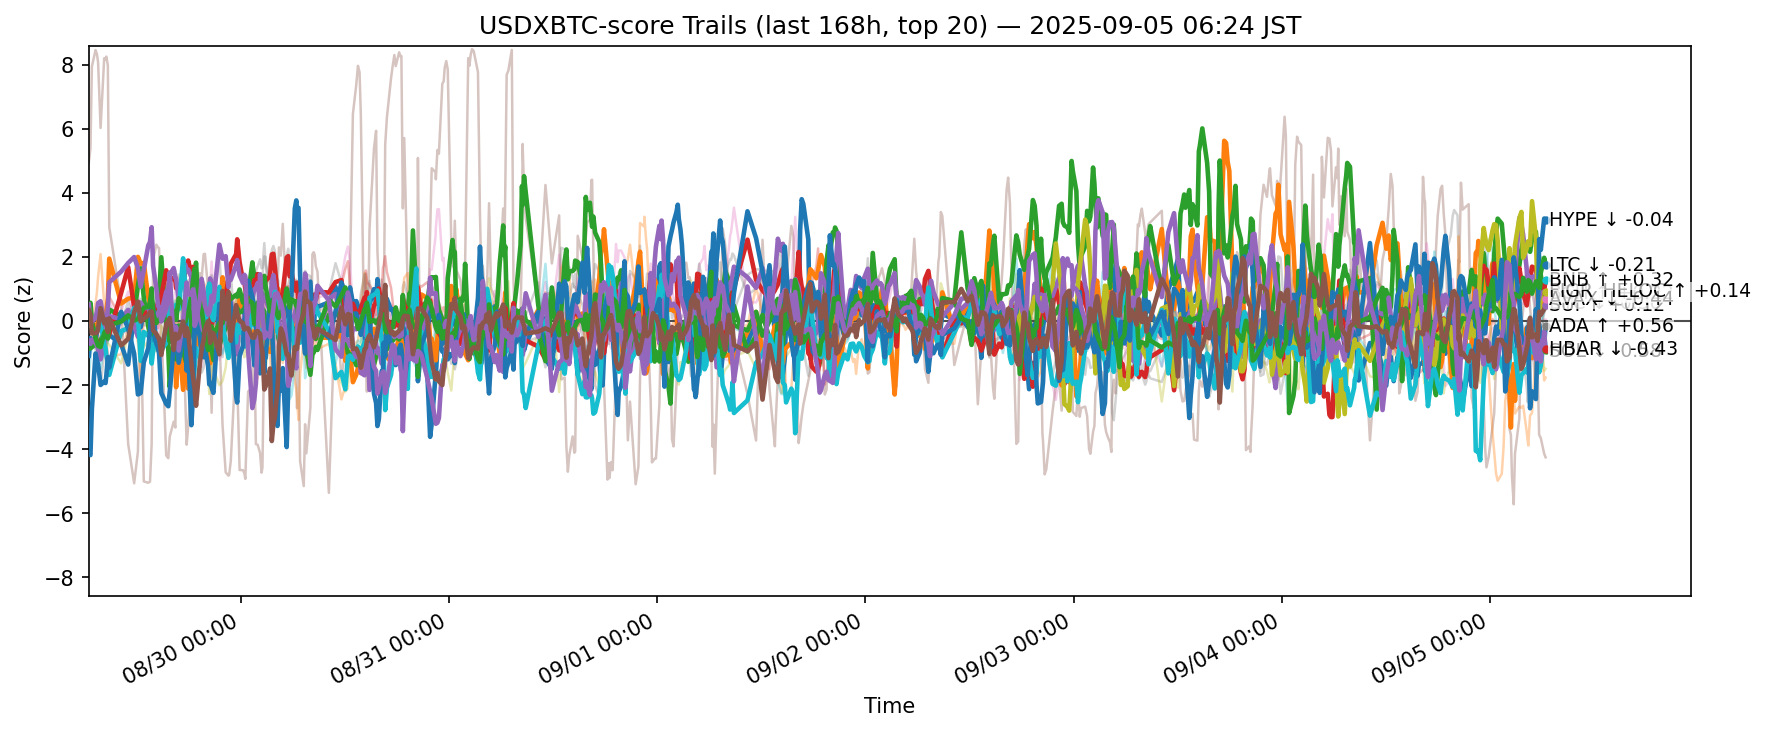 USDXBTC-score Trails (last 168h, top 20) — 2025-09-05 06:24 JST
Score (z)
8
6
4
2
0
−2
−4
−6
−8
HYPE ↓ -0.04
LTC ↓ -0.21
BNB ↑ +0.32
HELOC ↑ +0.14
ADA ↑ +0.56
HBAR ↓ -0.43
08/30 00:00
08/31 00:00
09/01 00:00
09/02 00:00
09/03 00:00
09/04 00:00
09/05 00:00
Time